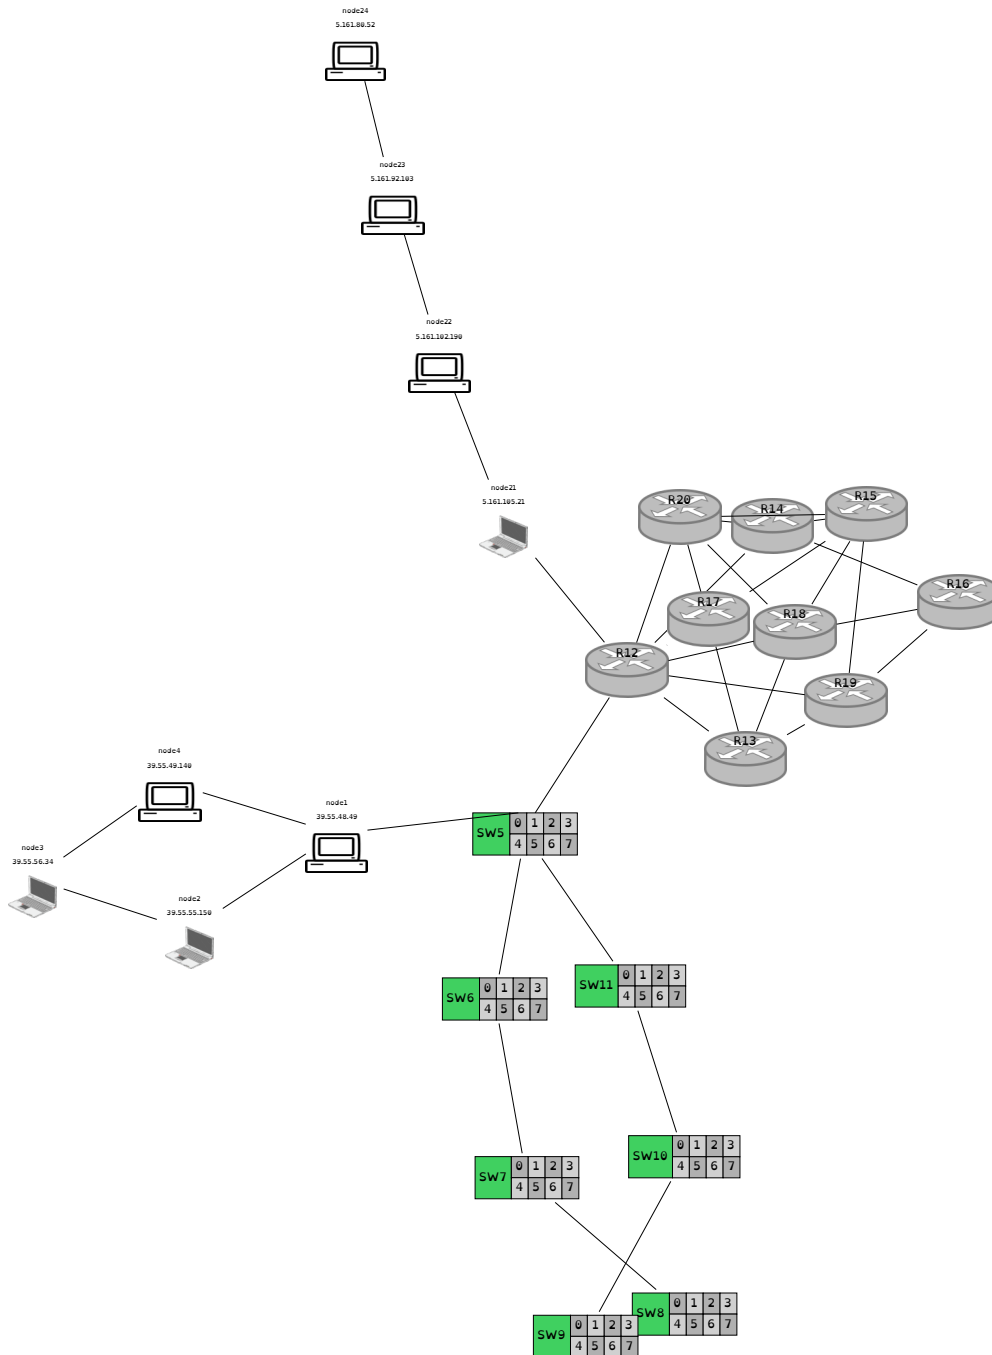 node24
5.161.80.52
node23
5.161.92.103
node22
5.161.102.190
node21
5.161.105.21
R20
R14
R15
R16
R17
R18
R12
R19
R13
node4
39.55.49.140
node1
39.55.48.49
node3
39.55.56.34
node2
39.55.55.150
SW5
0 1 2 3
4 5 6 7
SW6
0 1 2 3
4 5 6 7
SW11
0 1 2 3
4 5 6 7
SW7
0 1 2 3
4 5 6 7
SW10
0 1 2 3
4 5 6 7
SW8
0 1 2 3
4 5 6 7
SW9
0 1 2 3
4 5 6 7